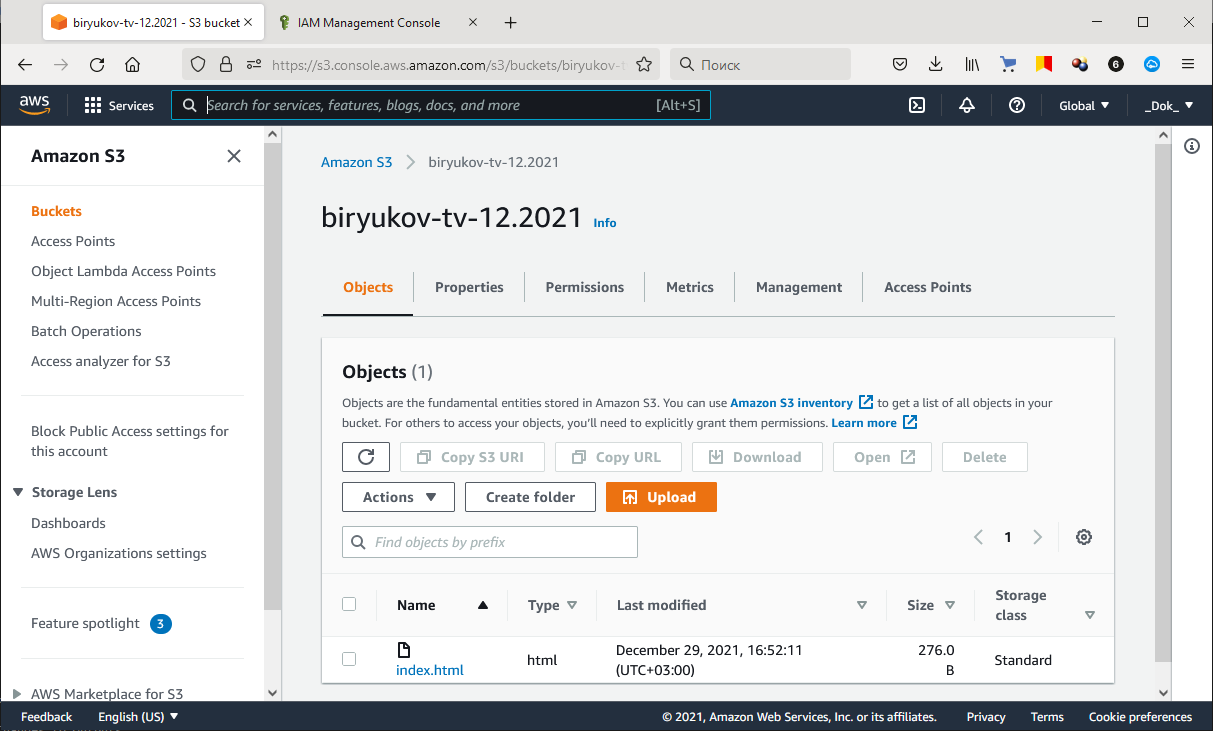 biryukov-tv-12.2021 - S3 bucket
IAM Management Console
https://s3.console.aws.amazon.com/s3/buckets/biryukov-t
Поиск
6
aws
Services
Search for services, features, blogs, docs, and more
[Alt+S]
Global
_Dok_
Amazon S3
Buckets
Access Points
Object Lambda Access Points
Multi-Region Access Points
Batch Operations
Access analyzer for S3
Block Public Access settings for
this account
Storage Lens
Dashboards
AWS Organizations settings
Feature spotlight 3
AWS Marketplace for S3
Amazon S3 > biryukov-tv-12.2021
biryukov-tv-12.2021 Info
Objects
Properties
Permissions
Metrics
Management
Access Points
Objects (1)
Objects are the fundamental entities stored in Amazon S3. You can use Amazon S3 inventory to get a list of all objects in your
bucket. For others to access your objects, you'll need to explicitly grant them permissions. Learn more
Copy S3 URI
Copy URL
Download
Open
Delete
Actions
Create folder
Upload
Find objects by prefix
1
Name
Type
Last modified
Size
Storage
class
index.html
html
December 29, 2021, 16:52:11
(UTC+03:00)
276.0
B
Standard
Feedback
English (US)
© 2021, Amazon Web Services, Inc. or its affiliates.
Privacy
Terms
Cookie preferences